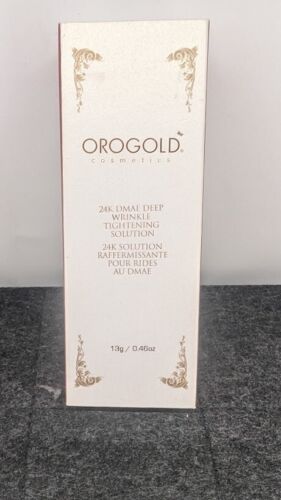 OROGOLD®
cosmetics
24K DMAE DEEP
WRINKLE
TIGHTENING
SOLUTION
24K SOLUTION
RAFFERMISSANTE
POUR RIDES
AU DMAE
13g / 0.46oz